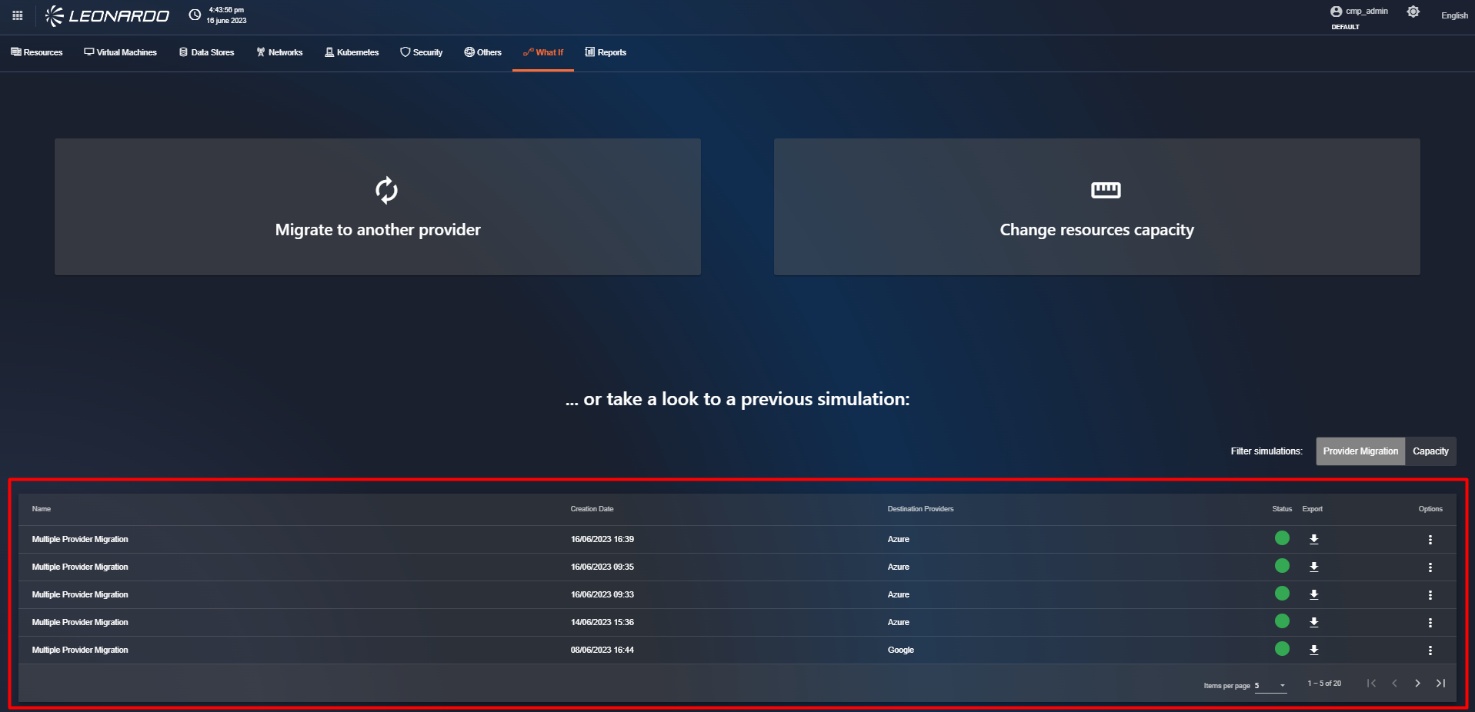 LEONARDO
4:43:50 pm
16 june 2023
cmp_admin
DEFAULT
English
Resources Virtual Machines Data Stores Networks Kubernetes Security Others What If Reports
Migrate to another provider
Change resources capacity
... or take a look to a previous simulation:
Filter simulations: Provider Migration Capacity
Name Creation Date Destination Providers Status Export Options
Multiple Provider Migration 16/06/2023 16:39 Azure
Multiple Provider Migration 16/06/2023 09:35 Azure
Multiple Provider Migration 16/06/2023 09:33 Azure
Multiple Provider Migration 14/06/2023 15:36 Azure
Multiple Provider Migration 08/06/2023 16:44 Google
Items per page 5 1 – 5 of 20